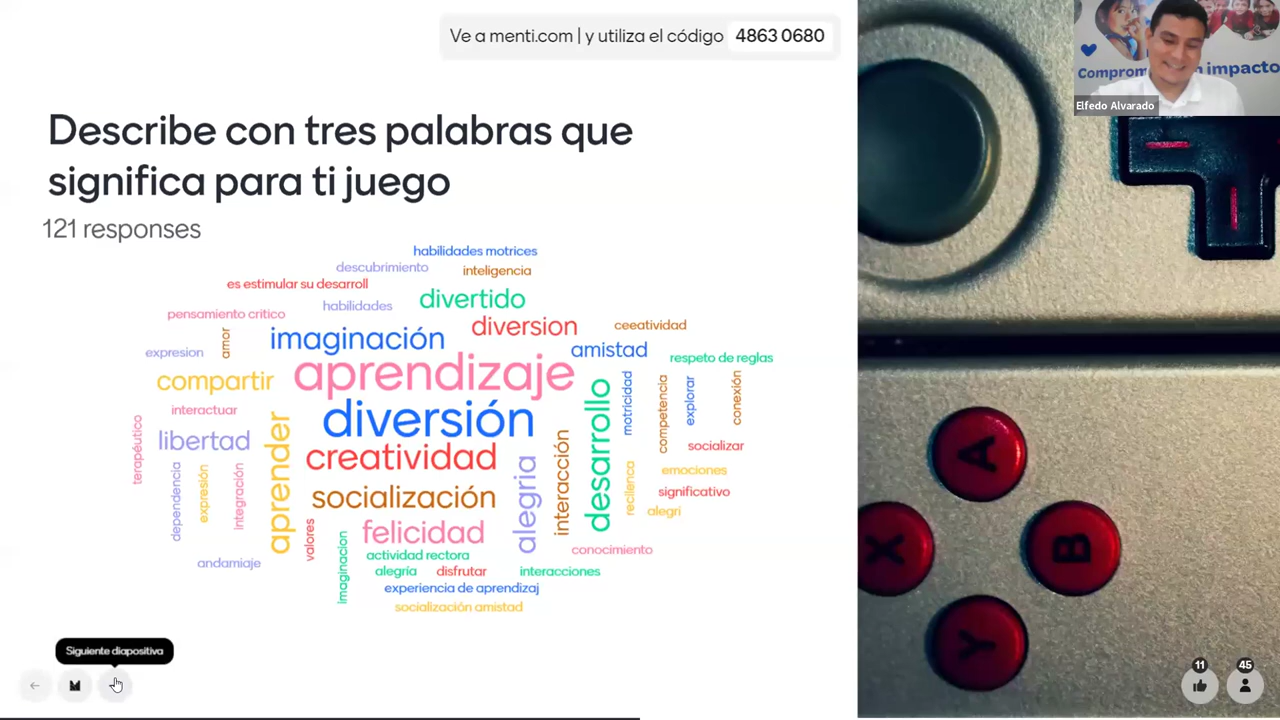 Ve a menti.com | y utiliza el código 4863 0680
Elfedo Alvarado
Describe con tres palabras que
significa para ti juego
121 responses
habilidades motrices
descubrimiento
inteligencia
es estimular su desarroll
divertido
habilidades
pensamiento critico
diversion
ceeatividad
amor
imaginación
amistad
expresion
respeto de reglas
aprendizaje
compartir
motricidad
competencia
explorar
conexión
interactuar
diversión
desarrollo
terapéutico
libertad
aprender
creatividad
interacción
socializar
emociones
dependencia
expresión
integración
alegria
recilenca
significativo
socialización
alegri
felicidad
valores
imaginacion
conocimiento
actividad rectora
andamiaje
alegría
disfrutar
interacciones
experiencia de aprendizaj
socialización amistad
Siguiente diapositiva
A
X
B
Y
11
45